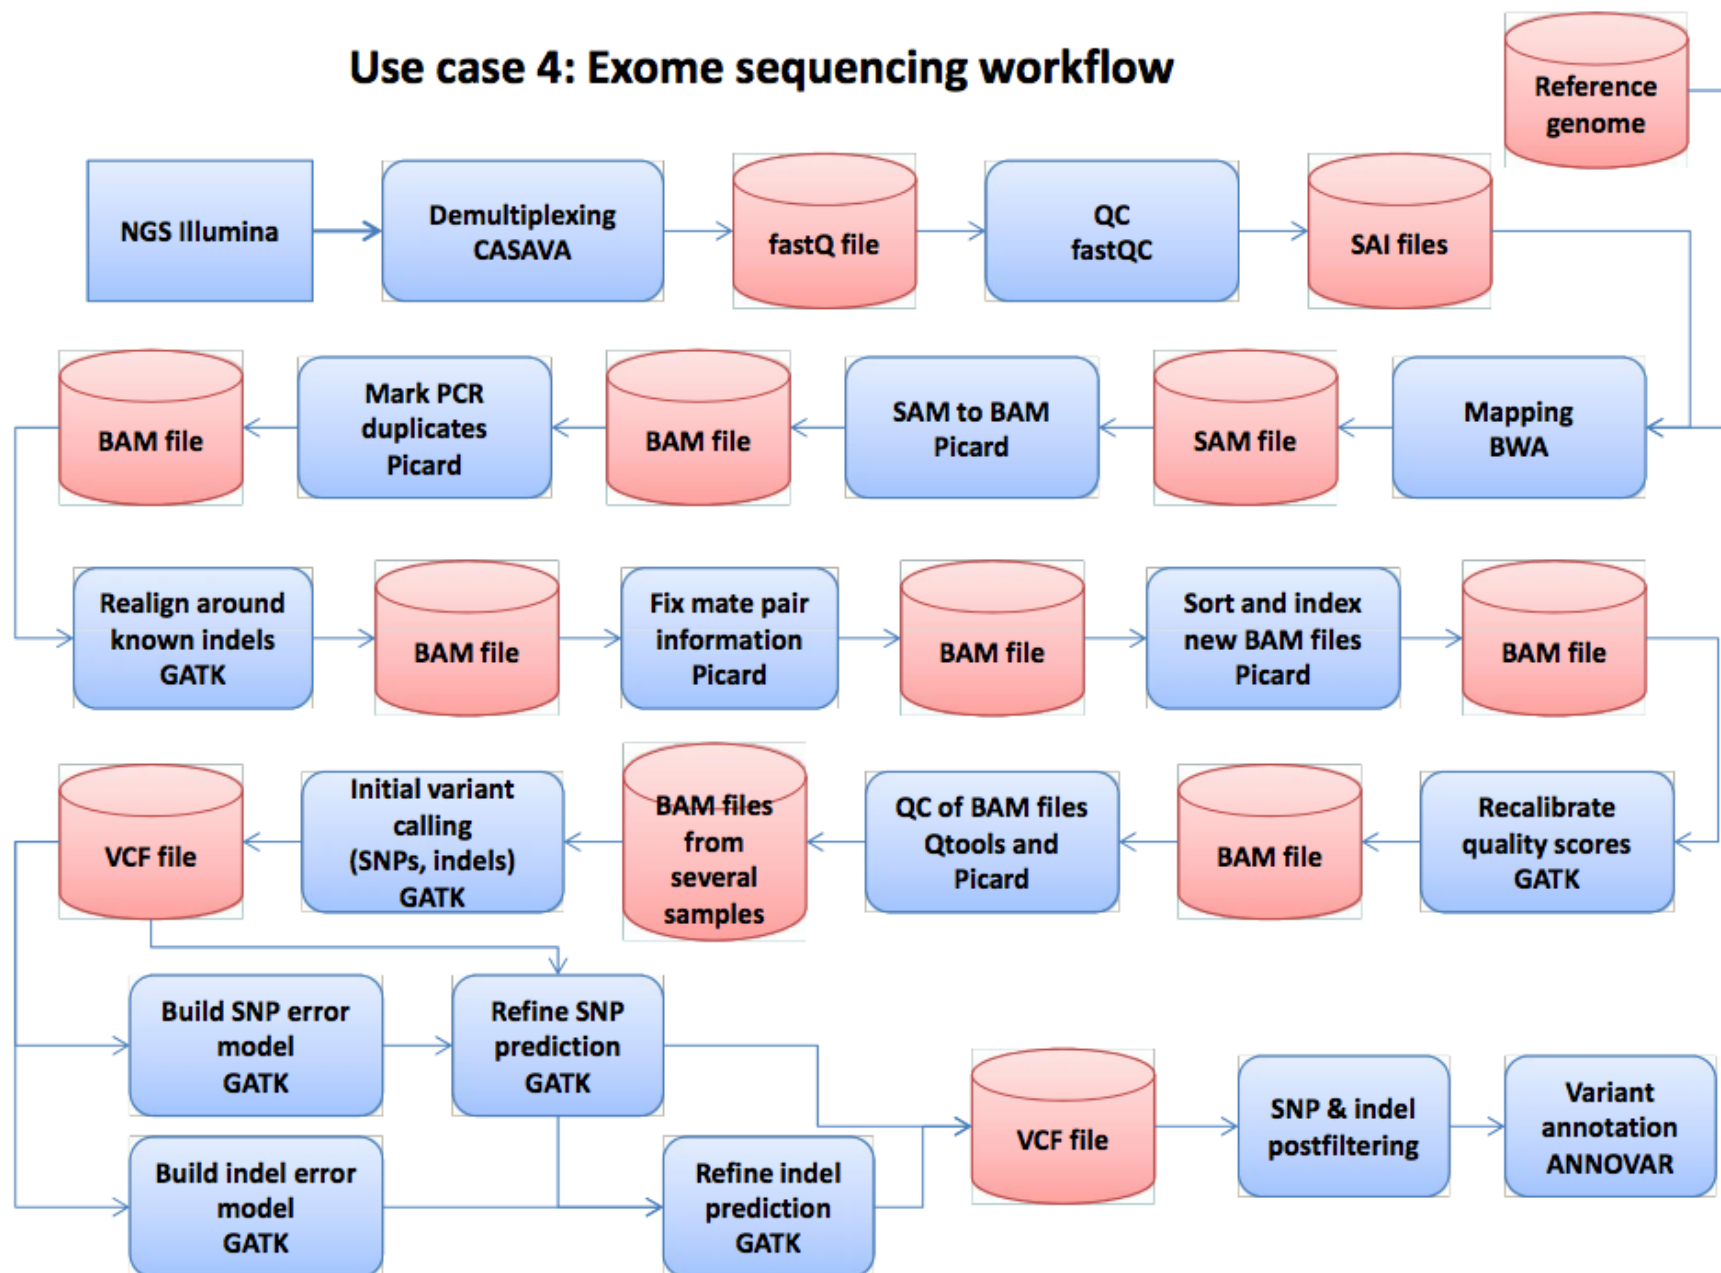 Use case 4: Exome sequencing workflow
Reference
genome
NGS Illumina
Demultiplexing
CASAVA
fastQ file
QC
fastQC
SAI files
BAM file
Mark PCR
duplicates
Picard
BAM file
SAM to BAM
Picard
SAM file
Mapping
BWA
Realign around
known indels
GATK
BAM file
Fix mate pair
information
Picard
BAM file
Sort and index
new BAM files
Picard
BAM file
VCF file
Initial variant
calling
(SNPs, indels)
GATK
BAM files
from
several
samples
QC of BAM files
Qtools and
Picard
BAM file
Recalibrate
quality scores
GATK
Build SNP error
model
GATK
Refine SNP
prediction
GATK
Build indel error
model
GATK
Refine indel
prediction
GATK
VCF file
SNP & indel
postfiltering
Variant
annotation
ANNOVAR